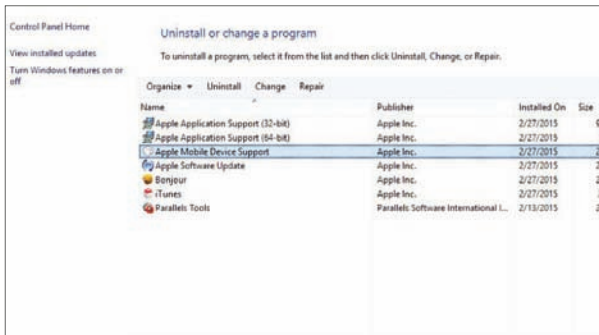 Control Panel Home
View installed updates
Turn Windows features on or
off
Uninstall or change a program
To uninstall a program, select it from the list and then click Uninstall, Change, or Repair.
Organize Uninstall Change Repair
Name Publisher Installed On Size
Apple Application Support (32-bit) Apple Inc. 2/27/2015
Apple Application Support (64-bit) Apple Inc. 2/27/2015
Apple Mobile Device Support Apple Inc. 2/27/2015
Apple Software Update Apple Inc. 2/27/2015
Bonjour Apple Inc. 2/27/2015
iTunes Apple Inc. 2/27/2015
Parallels Tools Parallels Software International I... 2/13/2015